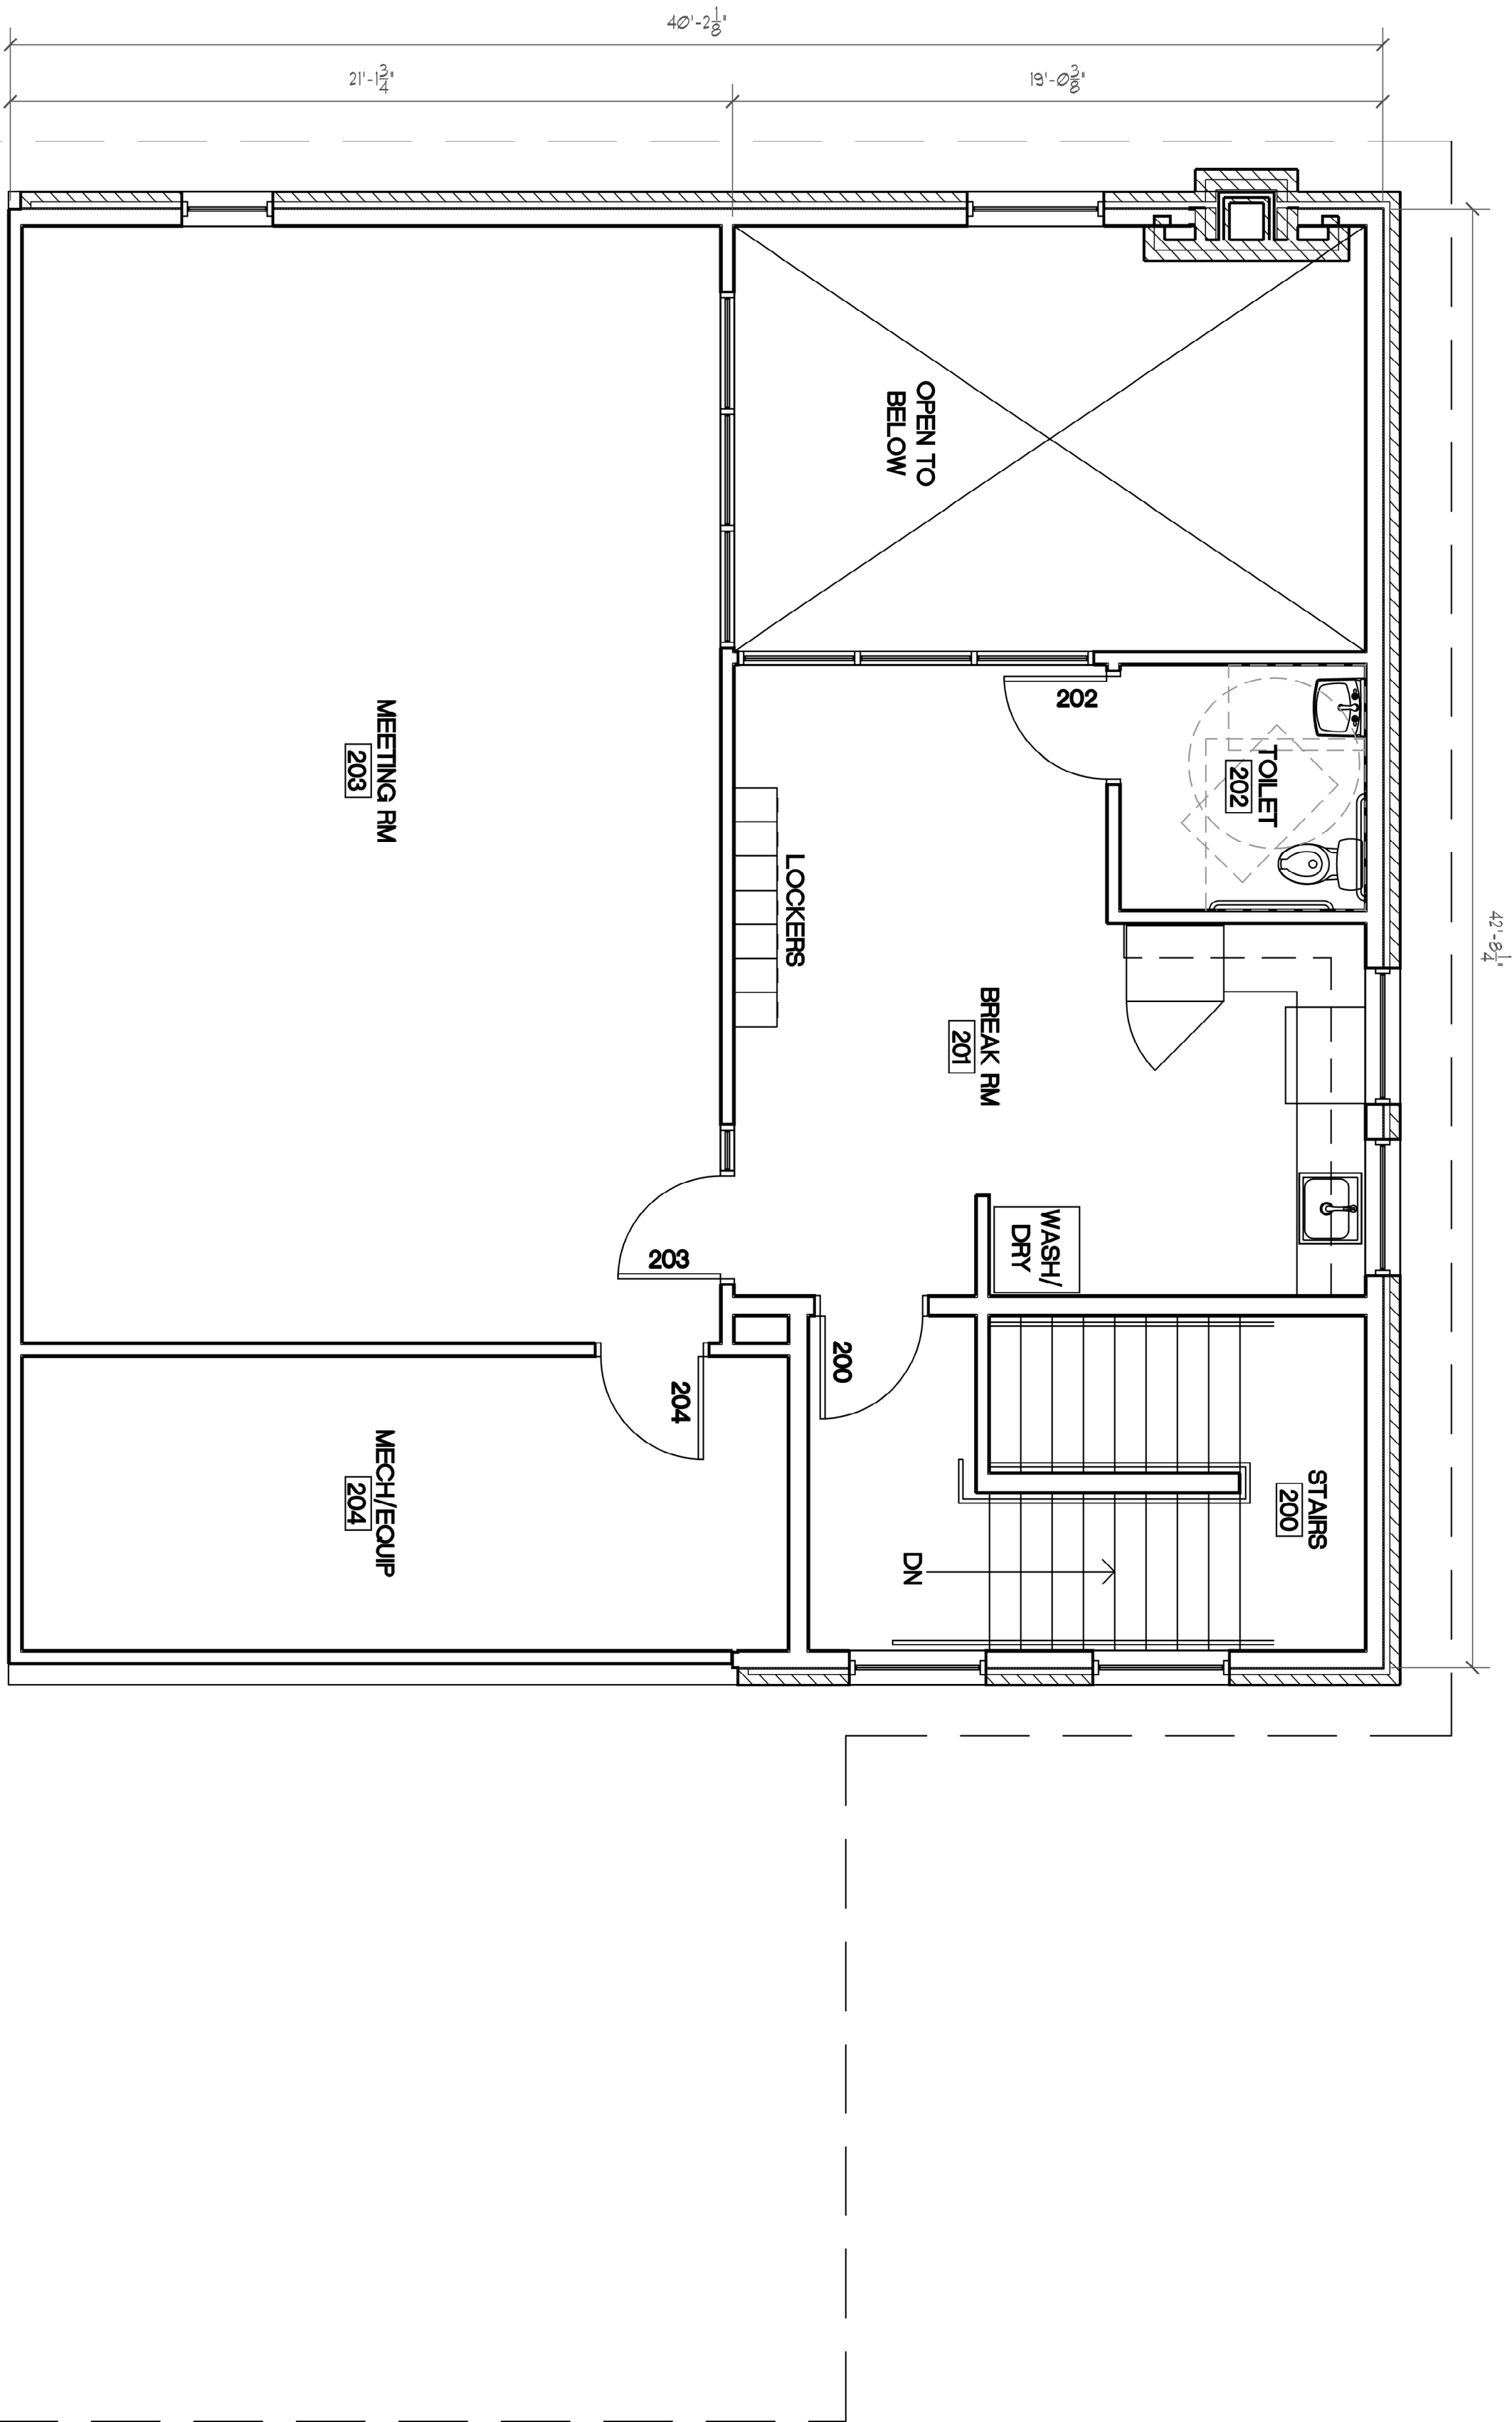 40'-2 1/8"
21'-1 3/4"
19'-0 3/8"
42'-8 1/4"
OPEN TO
BELOW
202
TOILET
202
MEETING RM
203
LOCKERS
BREAK RM
201
WASH/
DRY
203
200
204
STAIRS
200
MECH/EQUIP
204
DN